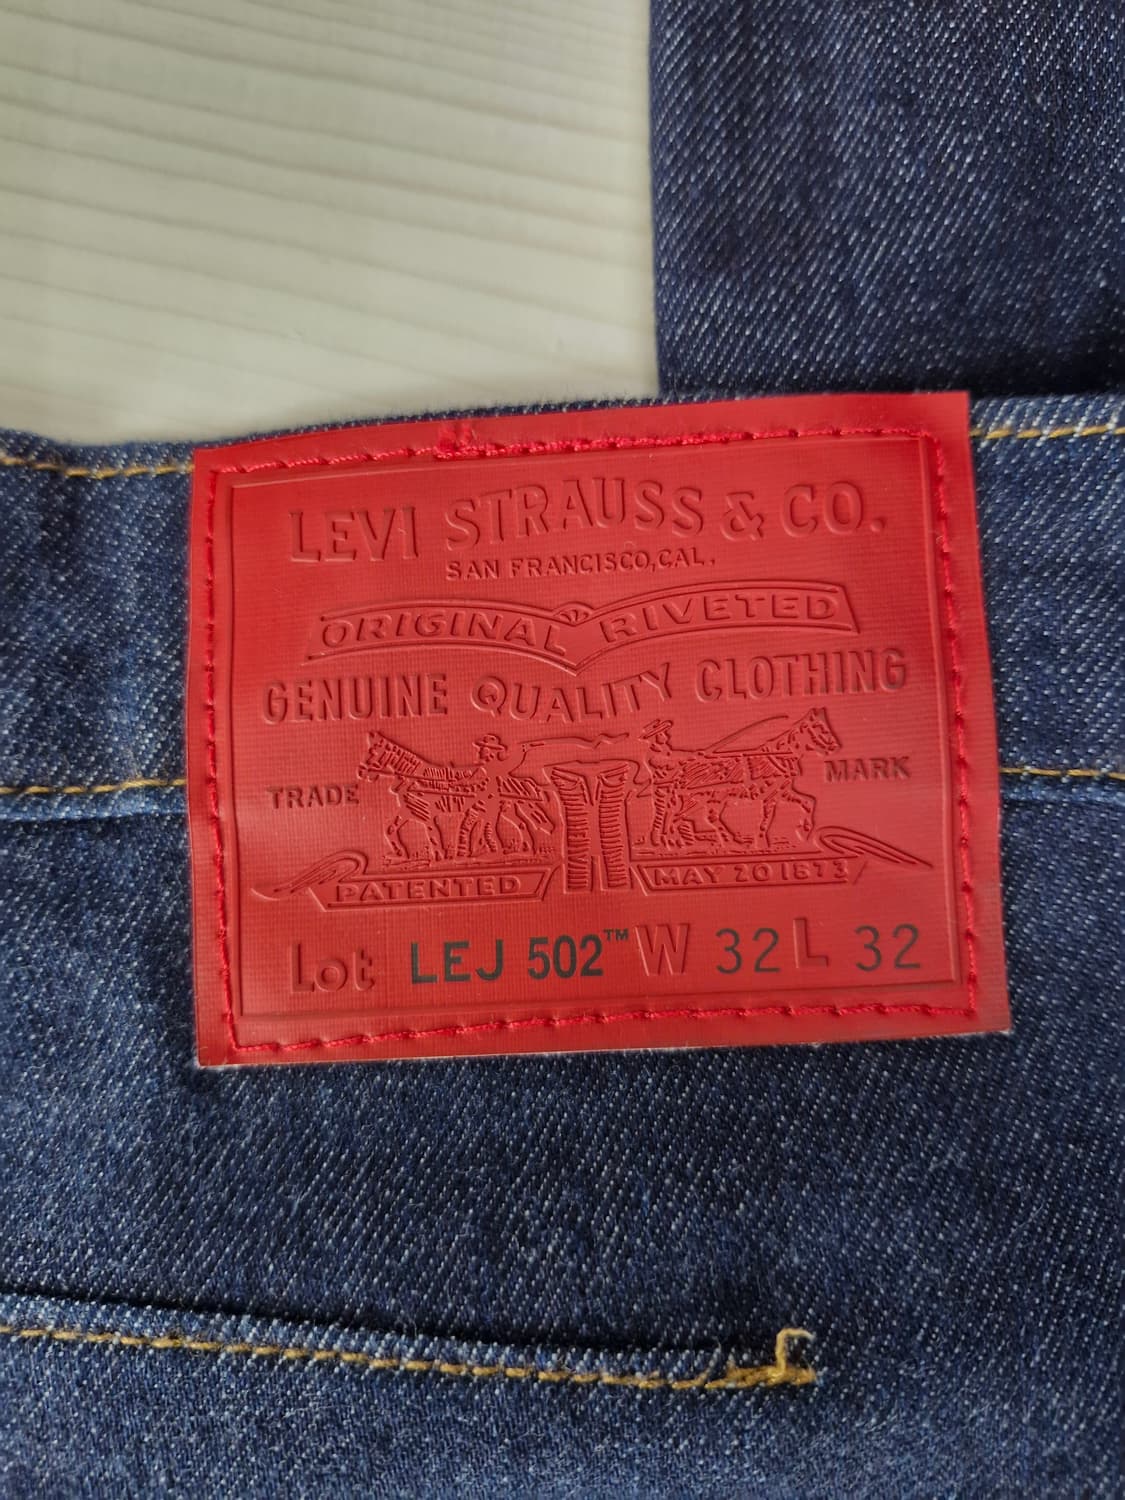 LEVI STRAUSS & CO.
SAN FRANCISCO, CAL.
ORIGINAL RIVETED
GENUINE QUALITY CLOTHING
TRADE MARK
PATENTED MAY 20 1873
Lot LEJ 502™ W 32 L 32